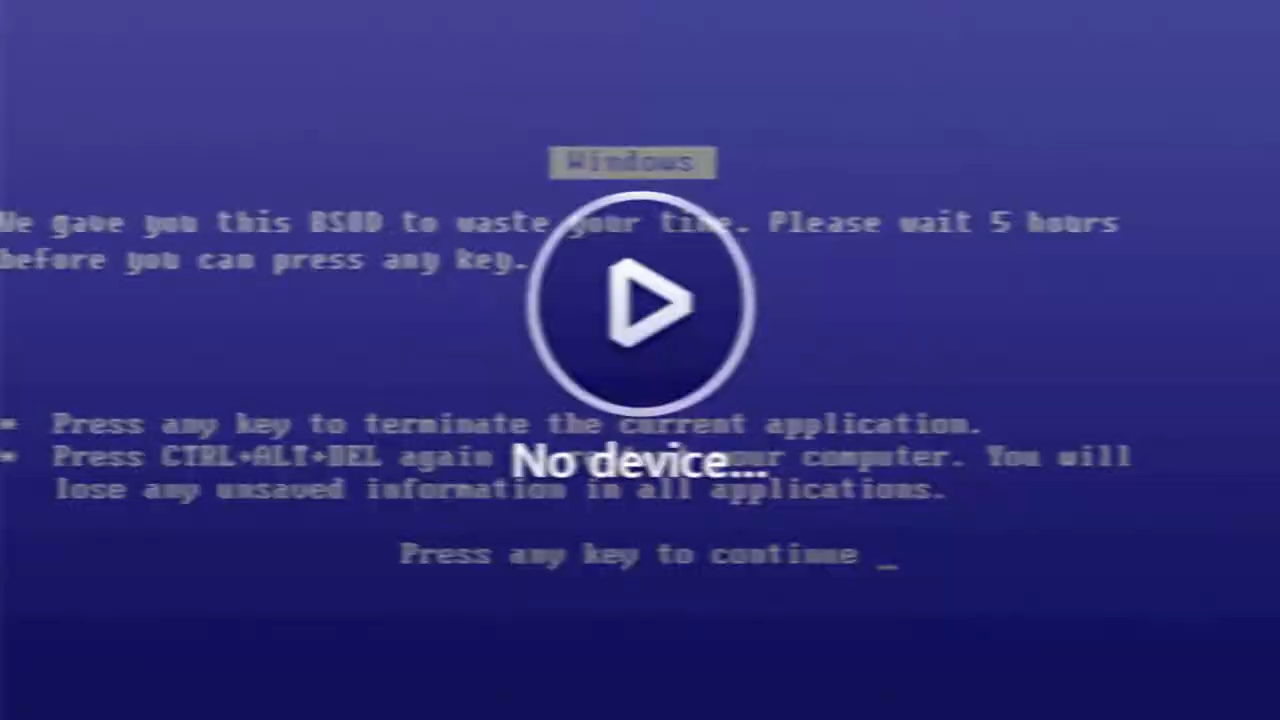 Windows
We gave you this BSOD to waste your time. Please wait 5 hours
before you can press any key.
* Press any key to terminate the current application.
* Press CTRL+ALT+DEL again your computer. You will
No device...
lose any unsaved information in all applications.
Press any key to continue _